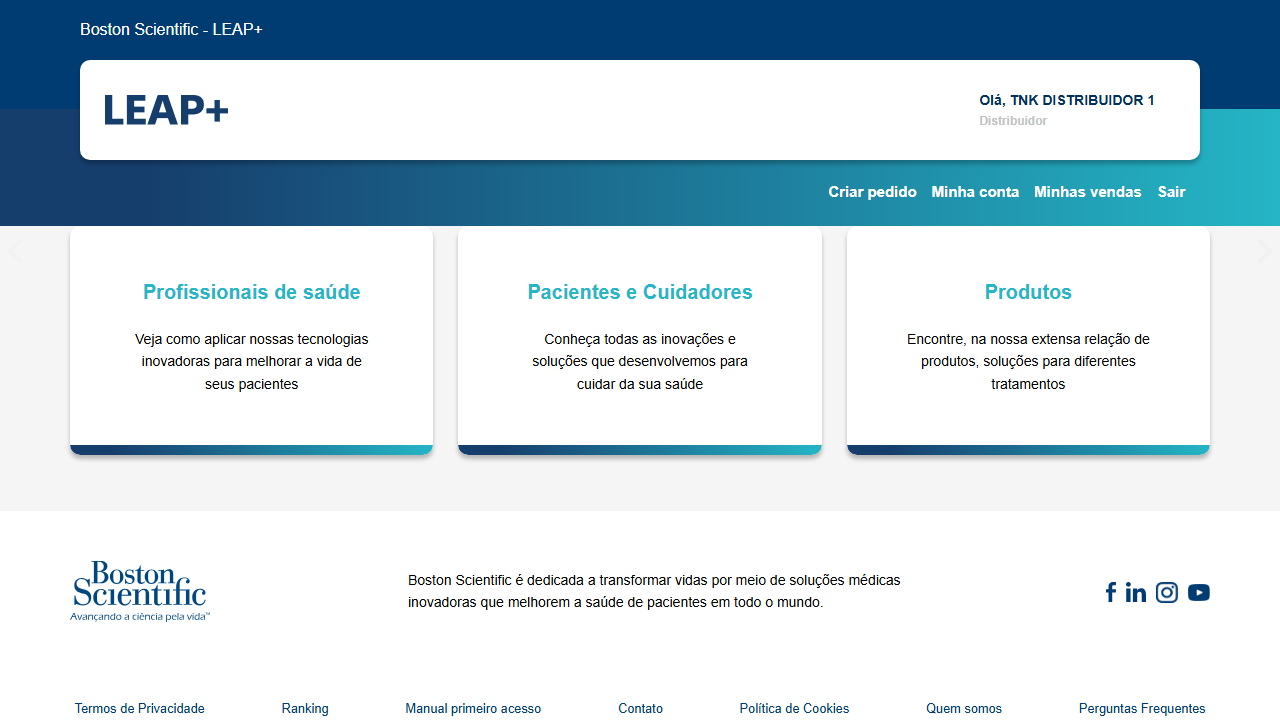 Boston Scientific - LEAP+
LEAP+
Olá, TNK DISTRIBUIDOR 1
Distribuidor
Criar pedido Minha conta Minhas vendas Sair
Profissionais de saúde
Veja como aplicar nossas tecnologias
inovadoras para melhorar a vida de
seus pacientes
Pacientes e Cuidadores
Conheça todas as inovações e
soluções que desenvolvemos para
cuidar da sua saúde
Produtos
Encontre, na nossa extensa relação de
produtos, soluções para diferentes
tratamentos
Boston
Scientific
Avançando a ciência pela vida™
Boston Scientific é dedicada a transformar vidas por meio de soluções médicas
inovadoras que melhorem a saúde de pacientes em todo o mundo.
Termos de Privacidade Ranking Manual primeiro acesso Contato Política de Cookies Quem somos Perguntas Frequentes